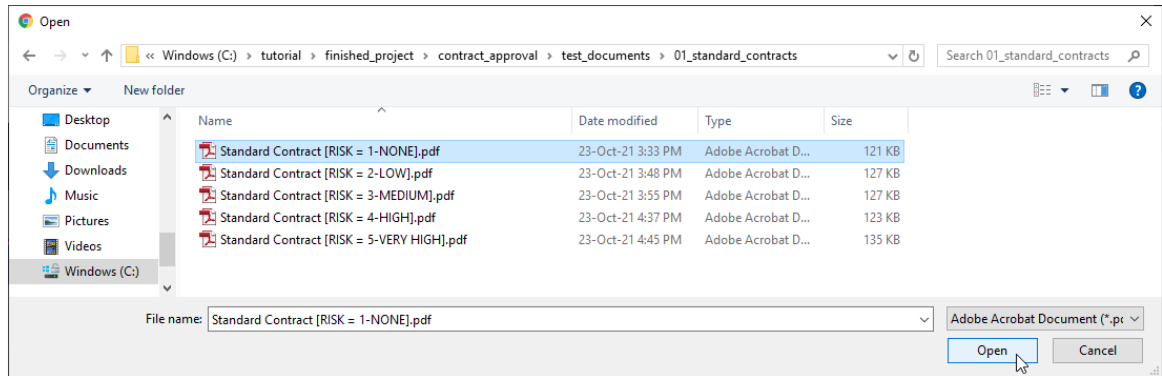 Open
« Windows (C:) › tutorial › finished_project › contract_approval › test_documents › 01_standard_contracts
Search 01_standard_contracts
Organize New folder
Desktop
Documents
Downloads
Music
Pictures
Videos
Windows (C:)
Name Date modified Type Size
Standard Contract [RISK = 1-NONE].pdf 23-Oct-21 3:33 PM Adobe Acrobat D... 121 KB
Standard Contract [RISK = 2-LOW].pdf 23-Oct-21 3:48 PM Adobe Acrobat D... 127 KB
Standard Contract [RISK = 3-MEDIUM].pdf 23-Oct-21 3:55 PM Adobe Acrobat D... 127 KB
Standard Contract [RISK = 4-HIGH].pdf 23-Oct-21 4:37 PM Adobe Acrobat D... 123 KB
Standard Contract [RISK = 5-VERY HIGH].pdf 23-Oct-21 4:45 PM Adobe Acrobat D... 135 KB
File name: Standard Contract [RISK = 1-NONE].pdf
Adobe Acrobat Document (*.pc
Open Cancel